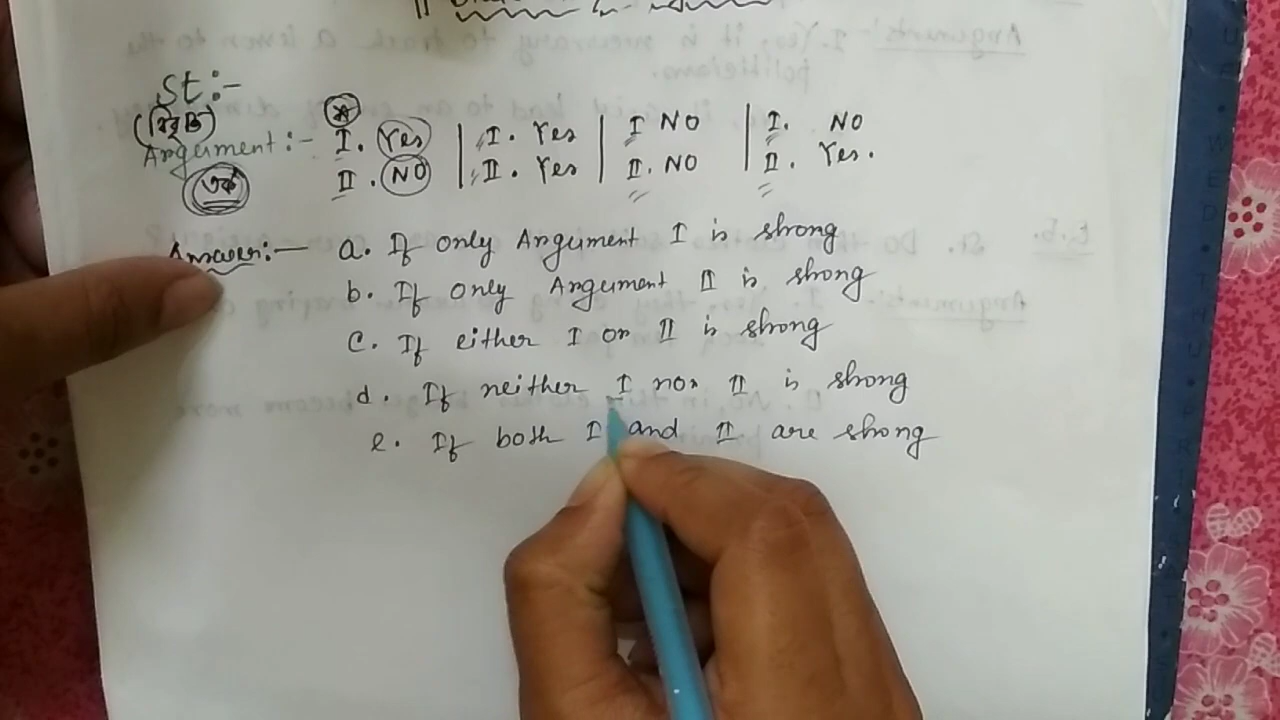 St:-
Argument:- I. Yes | I. Yes | I NO | I. NO
তর্ক II. NO | II. Yes | II. NO | II. Yes.
Answer:- a. If only Argument I is strong
b. If only Argument II is strong
c. If either I or II is strong
d. If neither I nor II is strong
e. If both I and II are strong